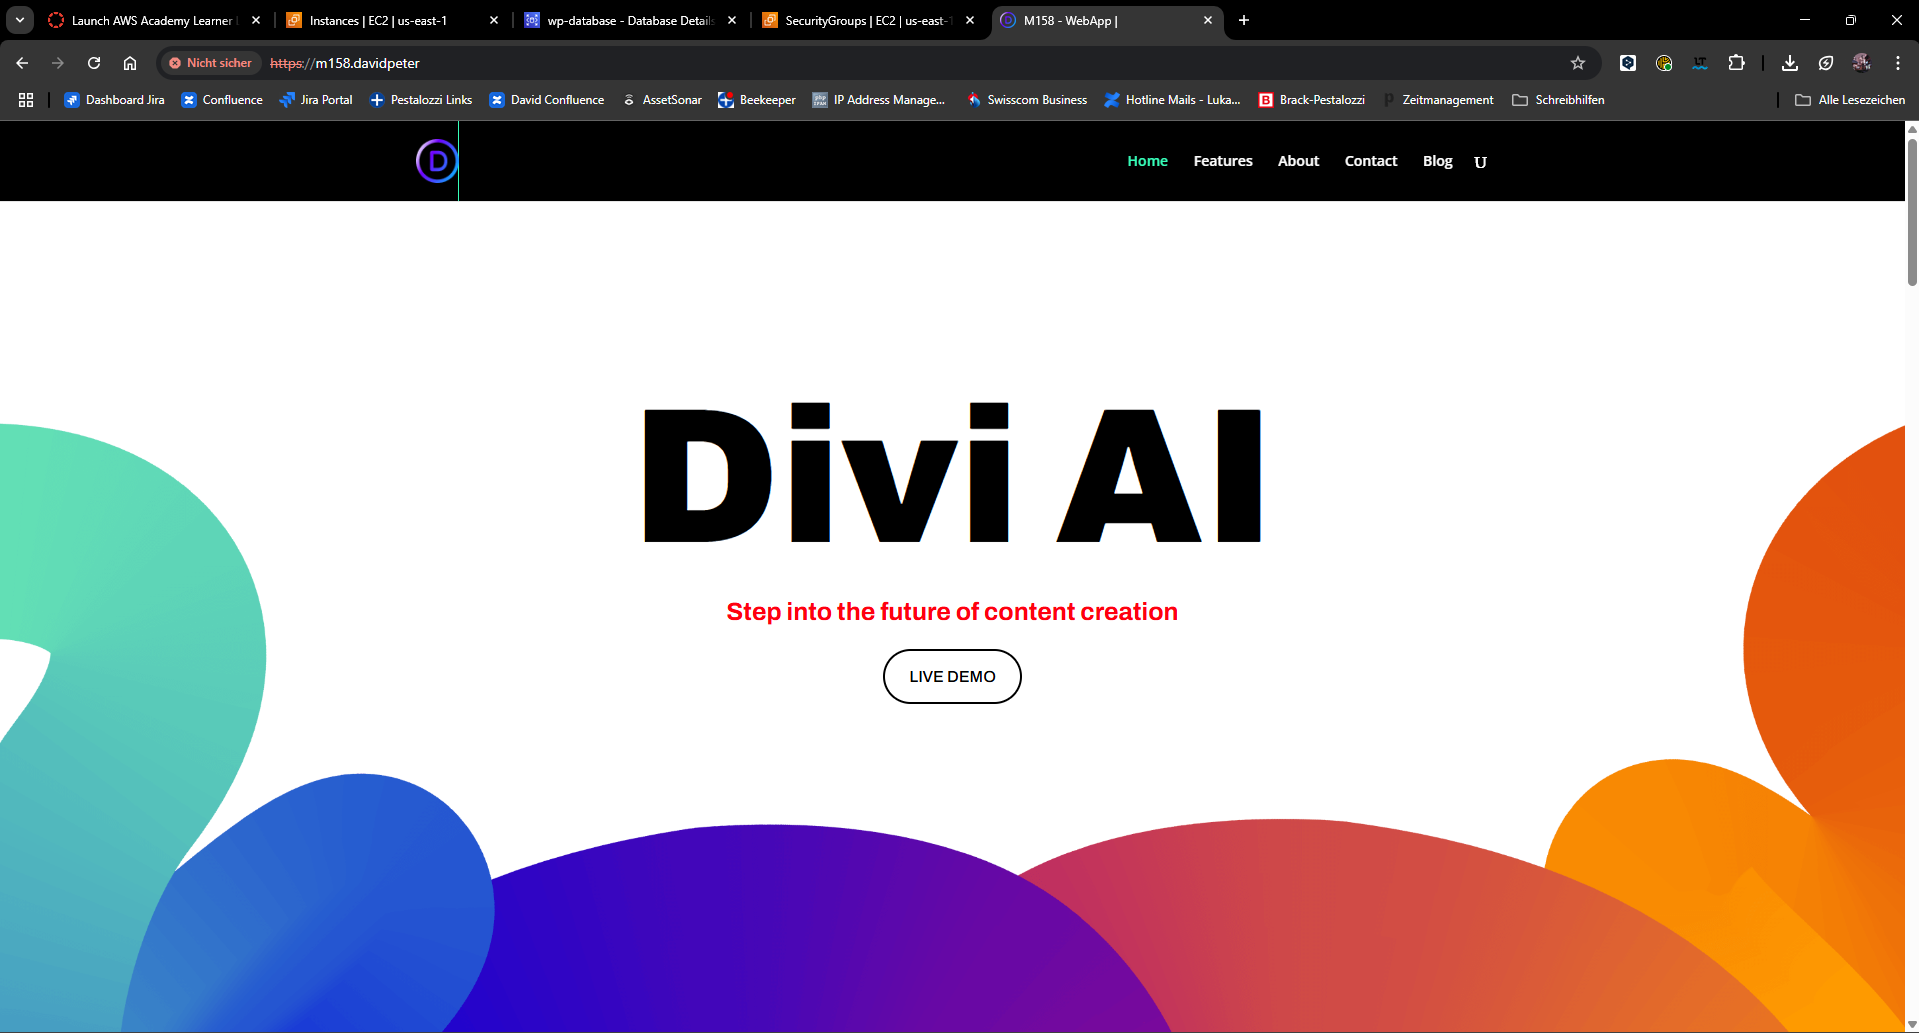 Launch AWS Academy Learner
Instances | EC2 | us-east-1
wp-database - Database Details
SecurityGroups | EC2 | us-east-1
M158 - WebApp |
Nicht sicher
https://m158.davidpeter
Dashboard Jira
Confluence
Jira Portal
Pestalozzi Links
David Confluence
AssetSonar
Beekeeper
IP Address Manage...
Swisscom Business
Hotline Mails - Luka...
B
Brack-Pestalozzi
Zeitmanagement
Schreibhilfen
Alle Lesezeichen
D
Home
Features
About
Contact
Blog
U
Divi AI
Step into the future of content creation
LIVE DEMO